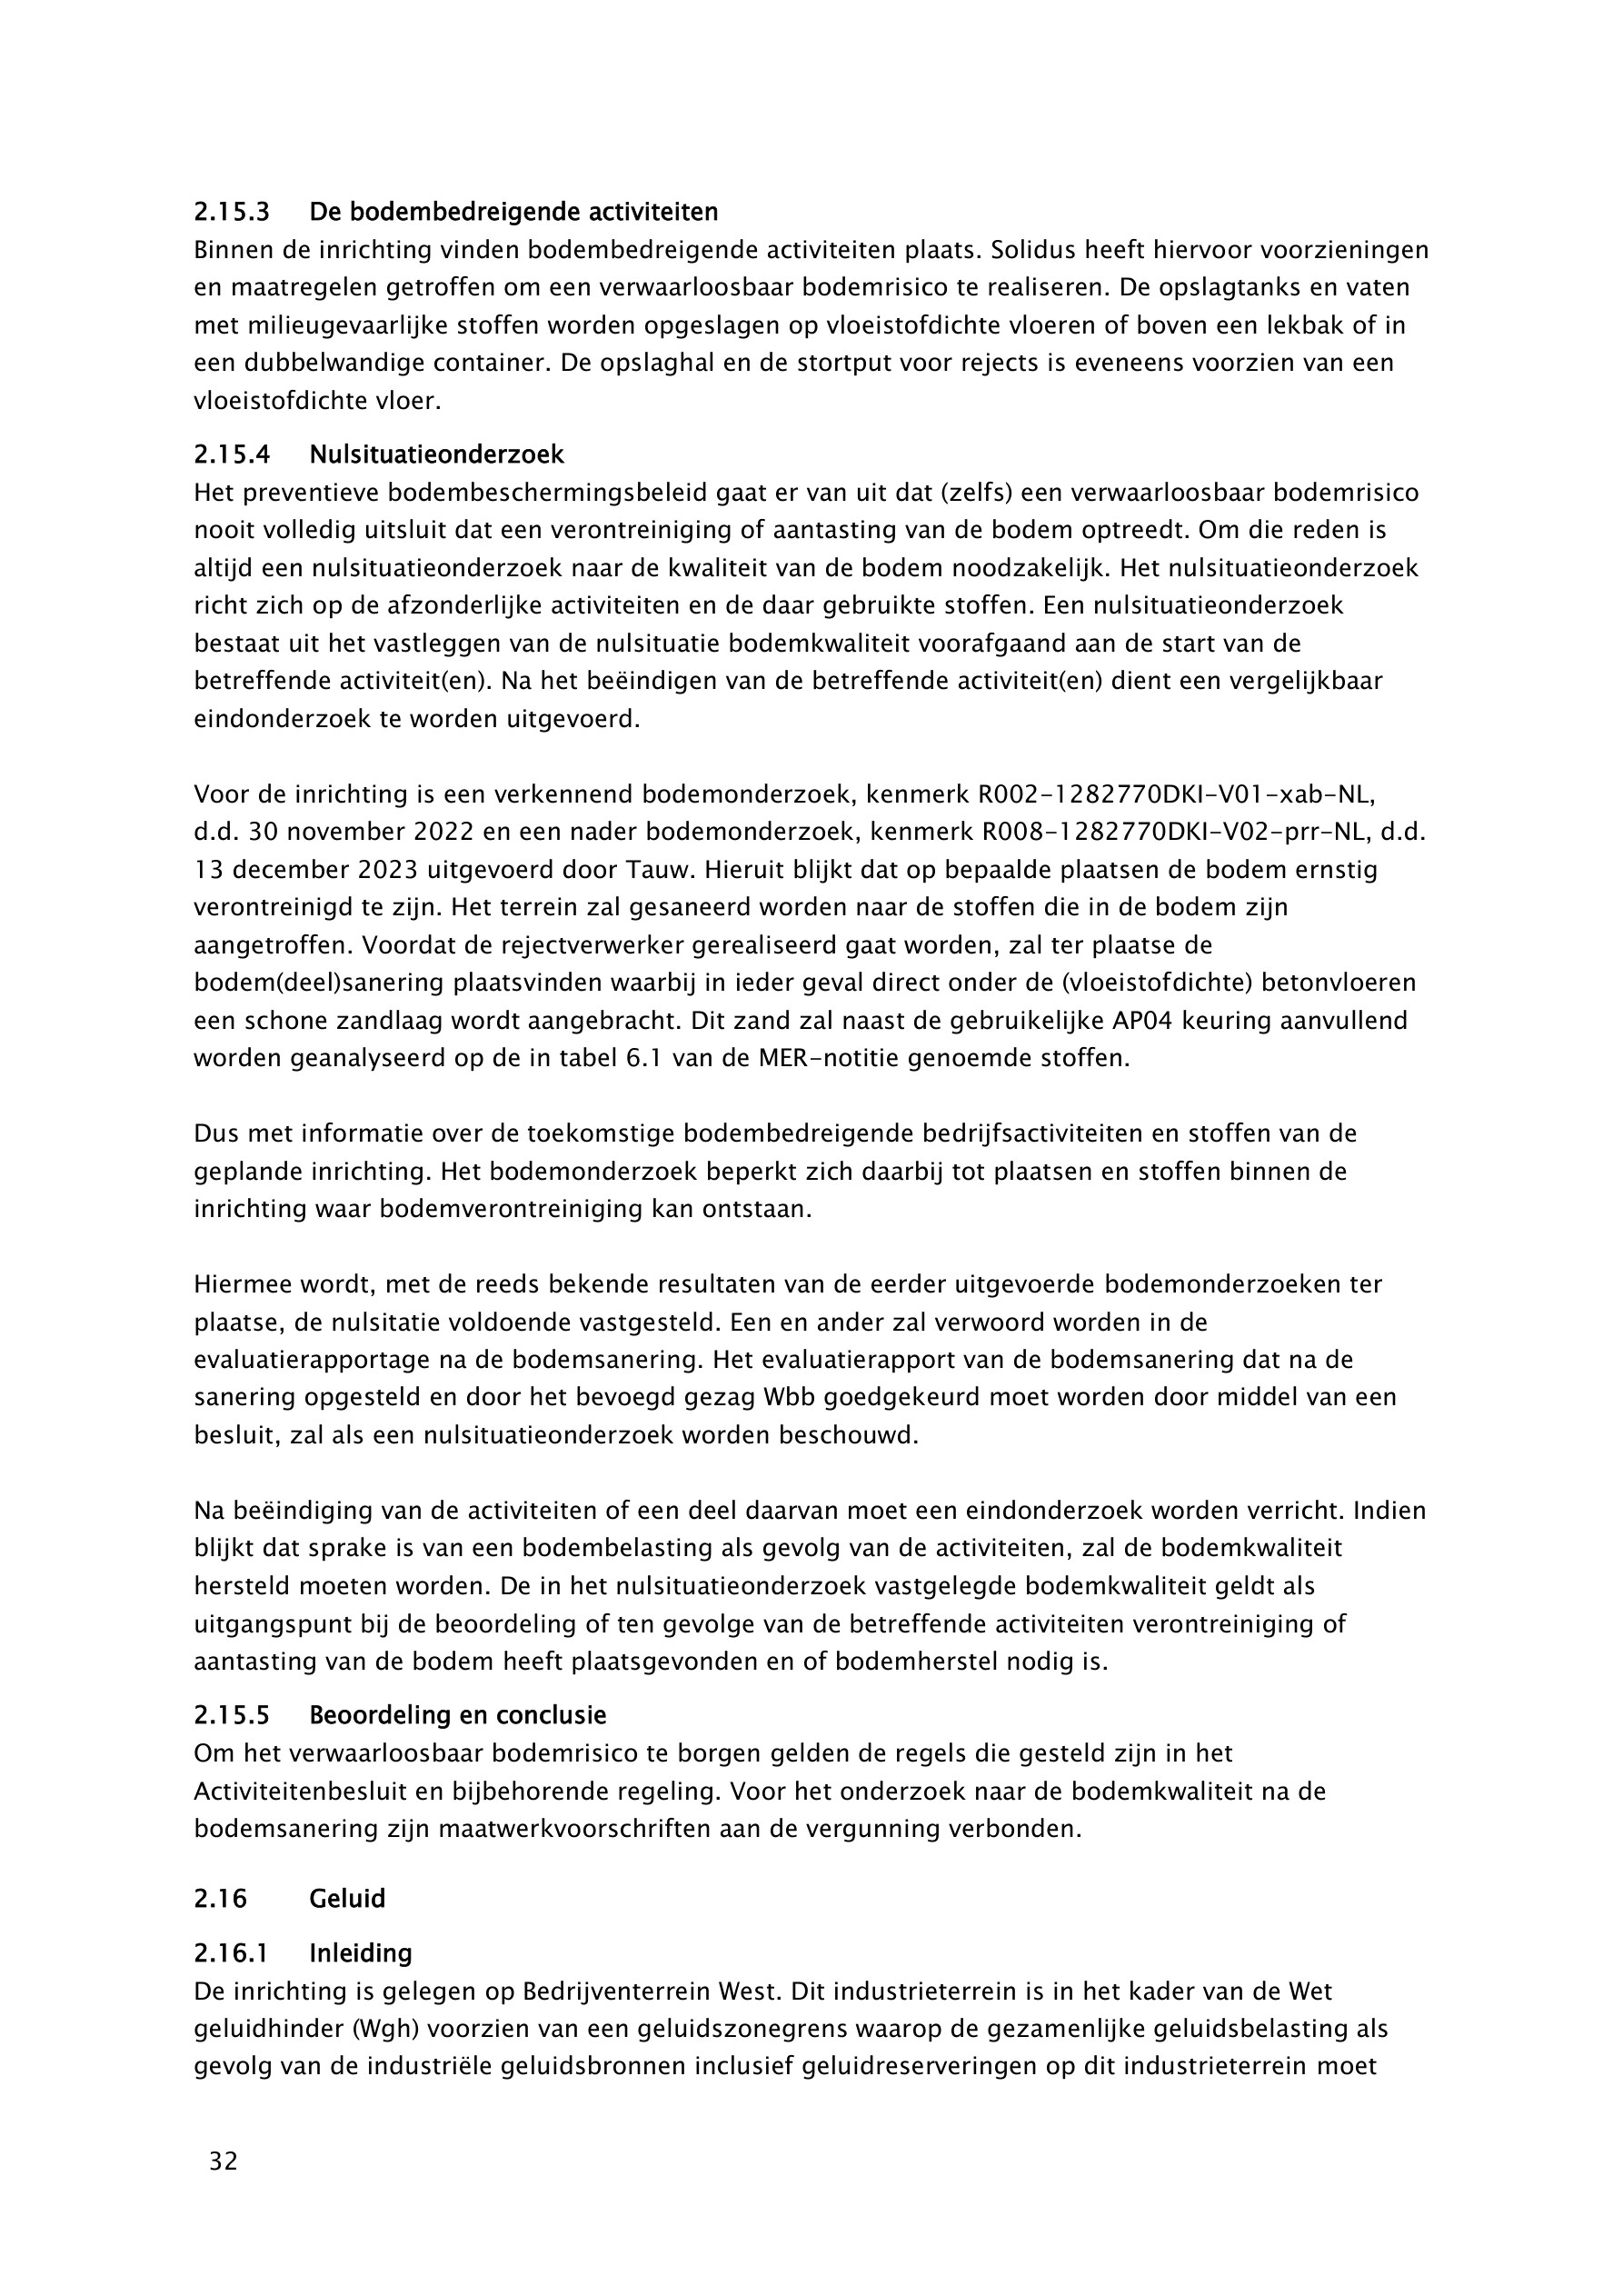 2.15.3 De bodembedreigende activiteiten
Binnen de inrichting vinden bodembedreigende activiteiten plaats. Solidus heeft hiervoor voorzieningen
en maatregelen getroffen om een verwaarloosbaar bodemrisico te realiseren. De opslagtanks en vaten
met milieugevaarlijke stoffen worden opgeslagen op vloeistofdichte vloeren of boven een lekbak of in
een dubbelwandige container. De opslaghal en de stortput voor rejects is eveneens voorzien van een
vloeistofdichte vloer.
2.15.4 Nulsituatieonderzoek
Het preventieve bodembeschermingsbeleid gaat er van uit dat (zelfs) een verwaarloosbaar bodemrisico
nooit volledig uitsluit dat een verontreiniging of aantasting van de bodem optreedt. Om die reden is
altijd een nulsituatieonderzoek naar de kwaliteit van de bodem noodzakelijk. Het nulsituatieonderzoek
richt zich op de afzonderlijke activiteiten en de daar gebruikte stoffen. Een nulsituatieonderzoek
bestaat uit het vastleggen van de nulsituatie bodemkwaliteit voorafgaand aan de start van de
betreffende activiteit(en). Na het beëindigen van de betreffende activiteit(en) dient een vergelijkbaar
eindonderzoek te worden uitgevoerd.
Voor de inrichting is een verkennend bodemonderzoek, kenmerk R002-1282770DKI-V01-xab-NL,
d.d. 30 november 2022 en een nader bodemonderzoek, kenmerk R008-1282770DKI-V02-prr-NL, d.d.
13 december 2023 uitgevoerd door Tauw. Hieruit blijkt dat op bepaalde plaatsen de bodem ernstig
verontreinigd te zijn. Het terrein zal gesaneerd worden naar de stoffen die in de bodem zijn
aangetroffen. Voordat de rejectverwerker gerealiseerd gaat worden, zal ter plaatse de
bodem(deel)sanering plaatsvinden waarbij in ieder geval direct onder de (vloeistofdichte) betonvloeren
een schone zandlaag wordt aangebracht. Dit zand zal naast de gebruikelijke AP04 keuring aanvullend
worden geanalyseerd op de in tabel 6.1 van de MER-notitie genoemde stoffen.
Dus met informatie over de toekomstige bodembedreigende bedrijfsactiviteiten en stoffen van de
geplande inrichting. Het bodemonderzoek beperkt zich daarbij tot plaatsen en stoffen binnen de
inrichting waar bodemverontreiniging kan ontstaan.
Hiermee wordt, met de reeds bekende resultaten van de eerder uitgevoerde bodemonderzoeken ter
plaatse, de nulsitatie voldoende vastgesteld. Een en ander zal verwoord worden in de
evaluatierapportage na de bodemsanering. Het evaluatierapport van de bodemsanering dat na de
sanering opgesteld en door het bevoegd gezag Wbb goedgekeurd moet worden door middel van een
besluit, zal als een nulsituatieonderzoek worden beschouwd.
Na beëindiging van de activiteiten of een deel daarvan moet een eindonderzoek worden verricht. Indien
blijkt dat sprake is van een bodembelasting als gevolg van de activiteiten, zal de bodemkwaliteit
hersteld moeten worden. De in het nulsituatieonderzoek vastgelegde bodemkwaliteit geldt als
uitgangspunt bij de beoordeling of ten gevolge van de betreffende activiteiten verontreiniging of
aantasting van de bodem heeft plaatsgevonden en of bodemherstel nodig is.
2.15.5 Beoordeling en conclusie
Om het verwaarloosbaar bodemrisico te borgen gelden de regels die gesteld zijn in het
Activiteitenbesluit en bijbehorende regeling. Voor het onderzoek naar de bodemkwaliteit na de
bodemsanering zijn maatwerkvoorschriften aan de vergunning verbonden.
2.16 Geluid
2.16.1 Inleiding
De inrichting is gelegen op Bedrijventerrein West. Dit industrieterrein is in het kader van de Wet
geluidhinder (Wgh) voorzien van een geluidszonegrens waarop de gezamenlijke geluidsbelasting als
gevolg van de industriële geluidsbronnen inclusief geluidreserveringen op dit industrieterrein moet
32